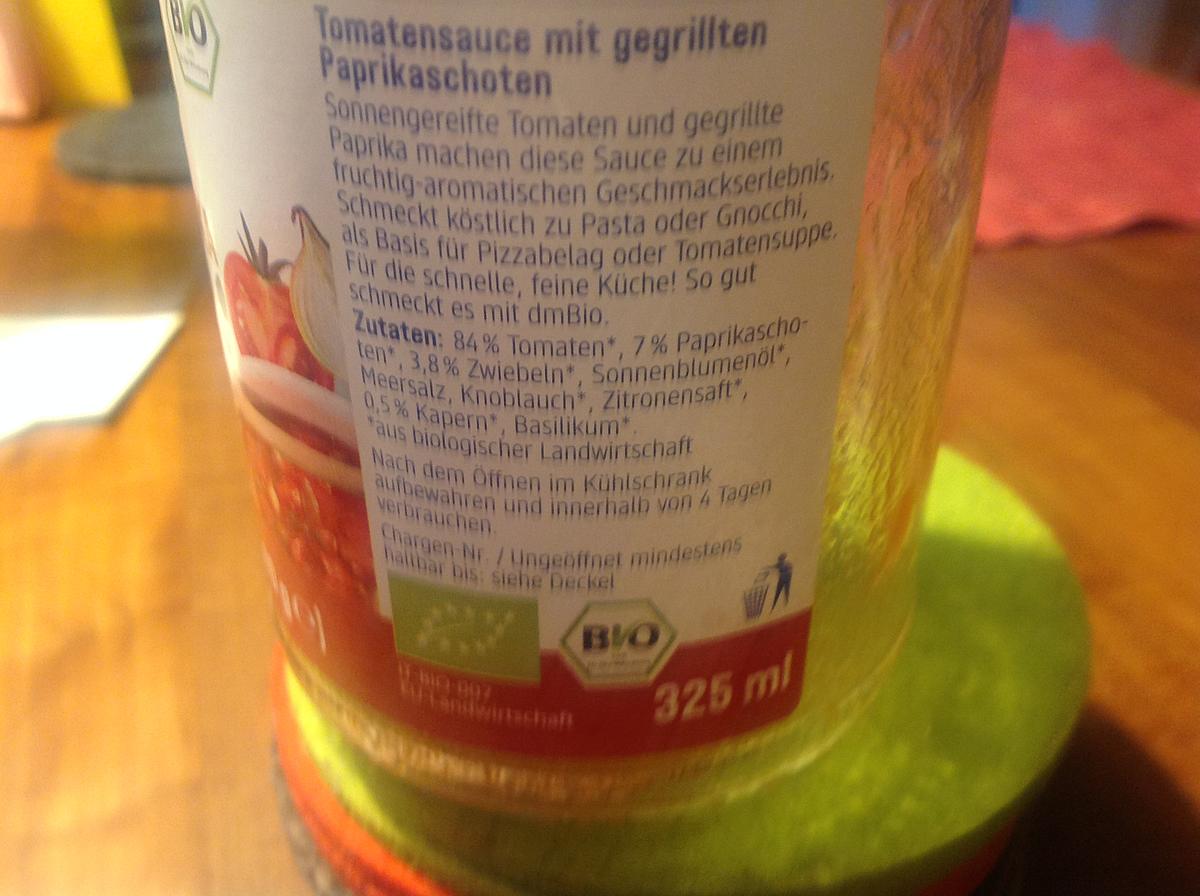 BIO
Tomatensauce mit gegrillten
Paprikaschoten
Sonnengereifte Tomaten und gegrillte
Paprika machen diese Sauce zu einem
fruchtig-aromatischen Geschmackserlebnis.
Schmeckt köstlich zu Pasta oder Gnocchi,
als Basis für Pizzabelag oder Tomatensuppe.
Für die schnelle, feine Küche! So gut
schmeckt es mit dmBio.
Zutaten: 84 % Tomaten*, 7 % Paprikascho-
ten*, 3,8 % Zwiebeln*, Sonnenblumenöl*,
Meersalz, Knoblauch*, Zitronensaft*,
0,5 % Kapern*, Basilikum*.
*aus biologischer Landwirtschaft
Nach dem Öffnen im Kühlschrank
aufbewahren und innerhalb von 4 Tagen
verbrauchen.
Chargen-Nr. / Ungeöffnet mindestens
haltbar bis: siehe Deckel
BIO
IT-BIO-007
EU-Landwirtschaft
325 ml